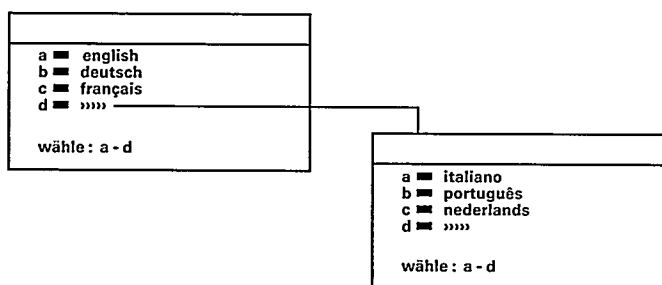 a ▬ english
b ▬ deutsch
c ▬ français
d ▬ ›››››
wähle : a - d
a ▬ italiano
b ▬ português
c ▬ nederlands
d ▬ ›››››
wähle : a - d